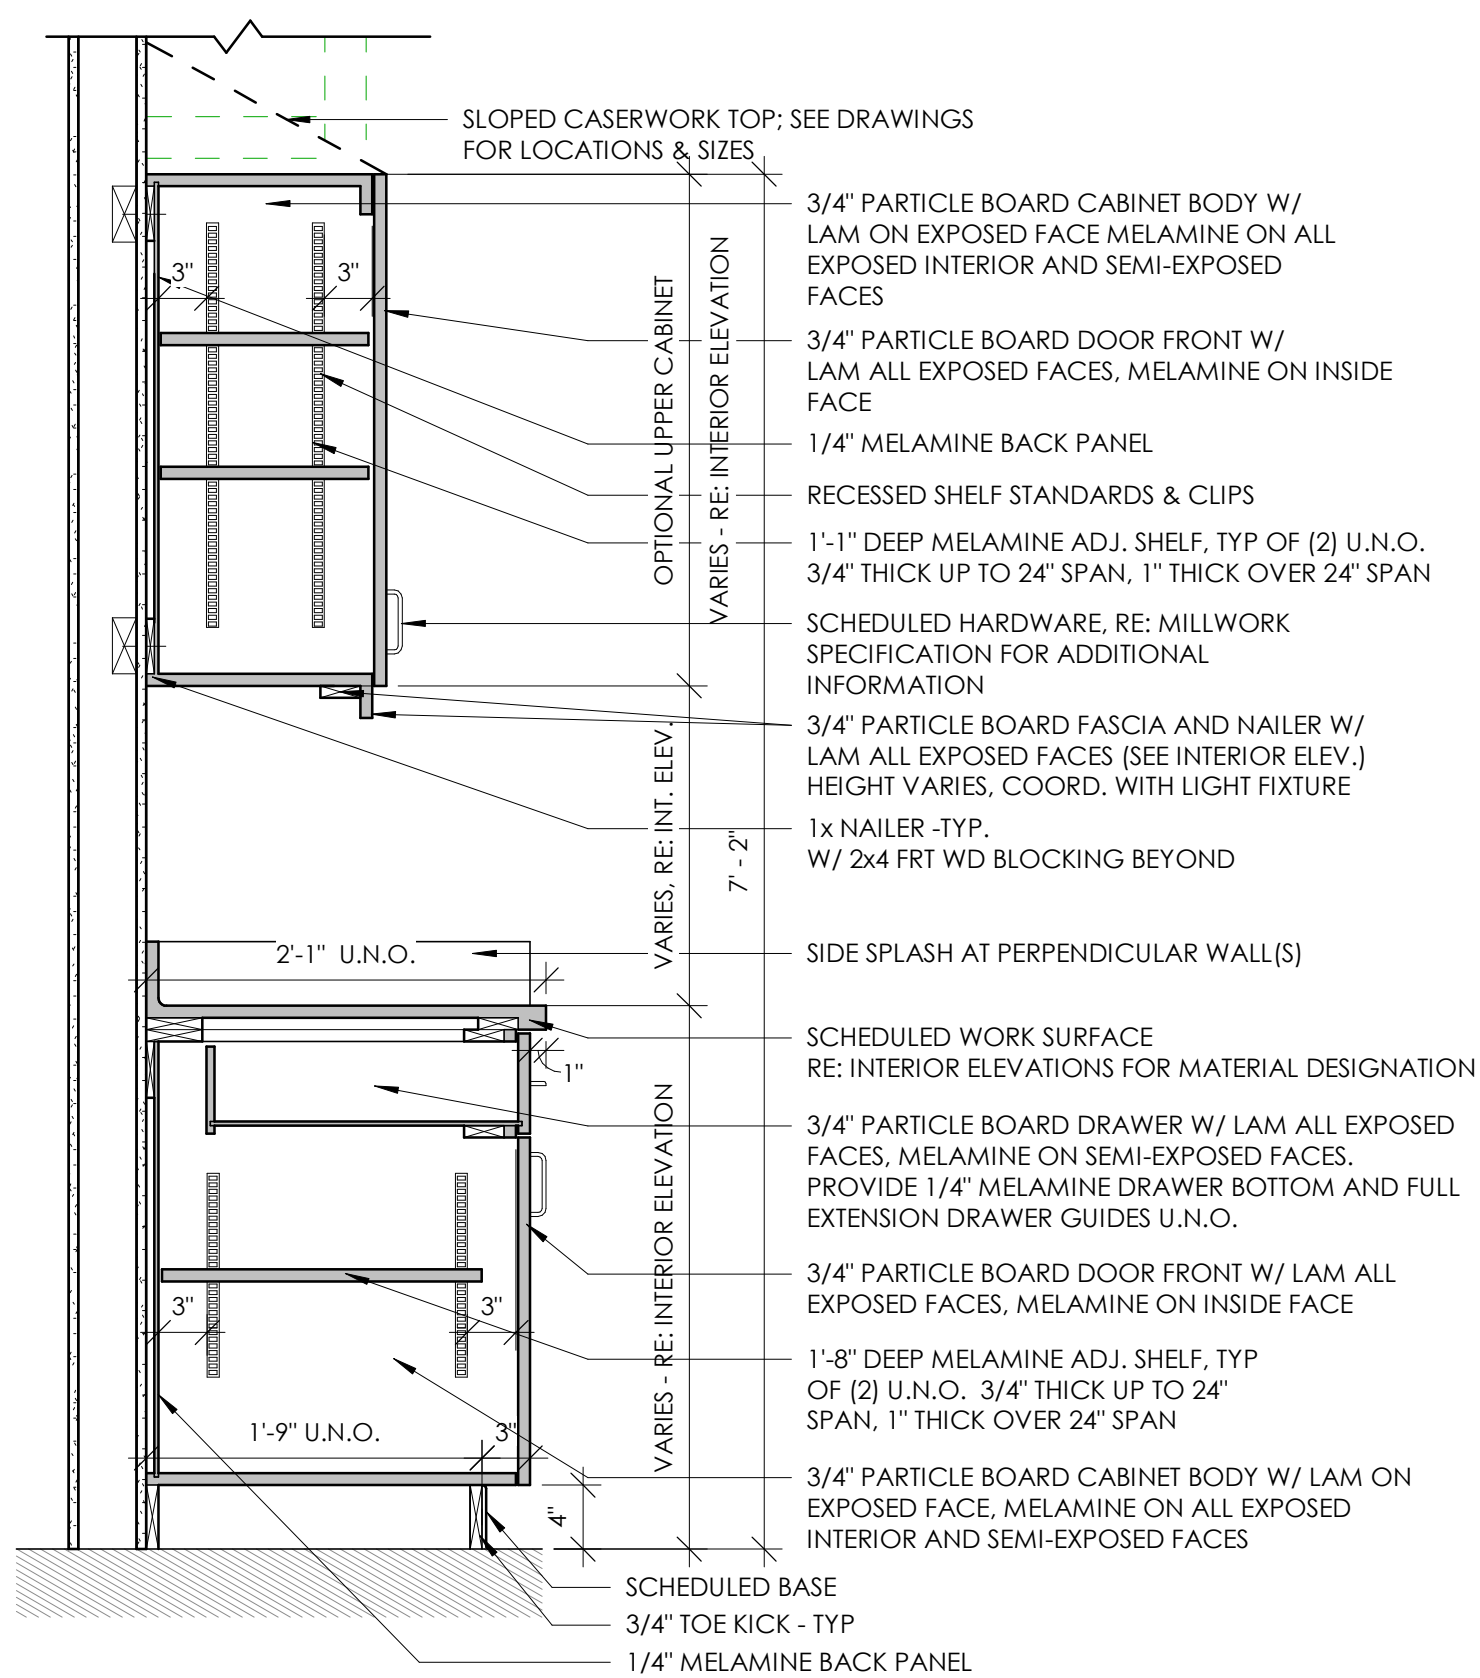 SLOPED CASERWORK TOP; SEE DRAWINGS
FOR LOCATIONS & SIZES
3/4" PARTICLE BOARD CABINET BODY W/
LAM ON EXPOSED FACE MELAMINE ON ALL
EXPOSED INTERIOR AND SEMI-EXPOSED
FACES
3"
3"
OPTIONAL UPPER CABINET
VARIES - RE: INTERIOR ELEVATION
3/4" PARTICLE BOARD DOOR FRONT W/
LAM ALL EXPOSED FACES, MELAMINE ON INSIDE
FACE
1/4" MELAMINE BACK PANEL
RECESSED SHELF STANDARDS & CLIPS
1'-1" DEEP MELAMINE ADJ. SHELF, TYP OF (2) U.N.O.
3/4" THICK UP TO 24" SPAN, 1" THICK OVER 24" SPAN
SCHEDULED HARDWARE, RE: MILLWORK
SPECIFICATION FOR ADDITIONAL
INFORMATION
3/4" PARTICLE BOARD FASCIA AND NAILER W/
LAM ALL EXPOSED FACES (SEE INTERIOR ELEV.)
HEIGHT VARIES, COORD. WITH LIGHT FIXTURE
VARIES, RE: INT. ELEV.
7' - 2"
1x NAILER -TYP.
W/ 2x4 FRT WD BLOCKING BEYOND
2'-1" U.N.O.
SIDE SPLASH AT PERPENDICULAR WALL(S)
SCHEDULED WORK SURFACE
RE: INTERIOR ELEVATIONS FOR MATERIAL DESIGNATION
1"
VARIES - RE: INTERIOR ELEVATION
3/4" PARTICLE BOARD DRAWER W/ LAM ALL EXPOSED
FACES, MELAMINE ON SEMI-EXPOSED FACES.
PROVIDE 1/4" MELAMINE DRAWER BOTTOM AND FULL
EXTENSION DRAWER GUIDES U.N.O.
3/4" PARTICLE BOARD DOOR FRONT W/ LAM ALL
EXPOSED FACES, MELAMINE ON INSIDE FACE
3"
3"
1'-8" DEEP MELAMINE ADJ. SHELF, TYP
OF (2) U.N.O. 3/4" THICK UP TO 24"
SPAN, 1" THICK OVER 24" SPAN
1'-9" U.N.O.
3"
3/4" PARTICLE BOARD CABINET BODY W/ LAM ON
EXPOSED FACE, MELAMINE ON ALL EXPOSED
INTERIOR AND SEMI-EXPOSED FACES
4"
SCHEDULED BASE
3/4" TOE KICK - TYP
1/4" MELAMINE BACK PANEL